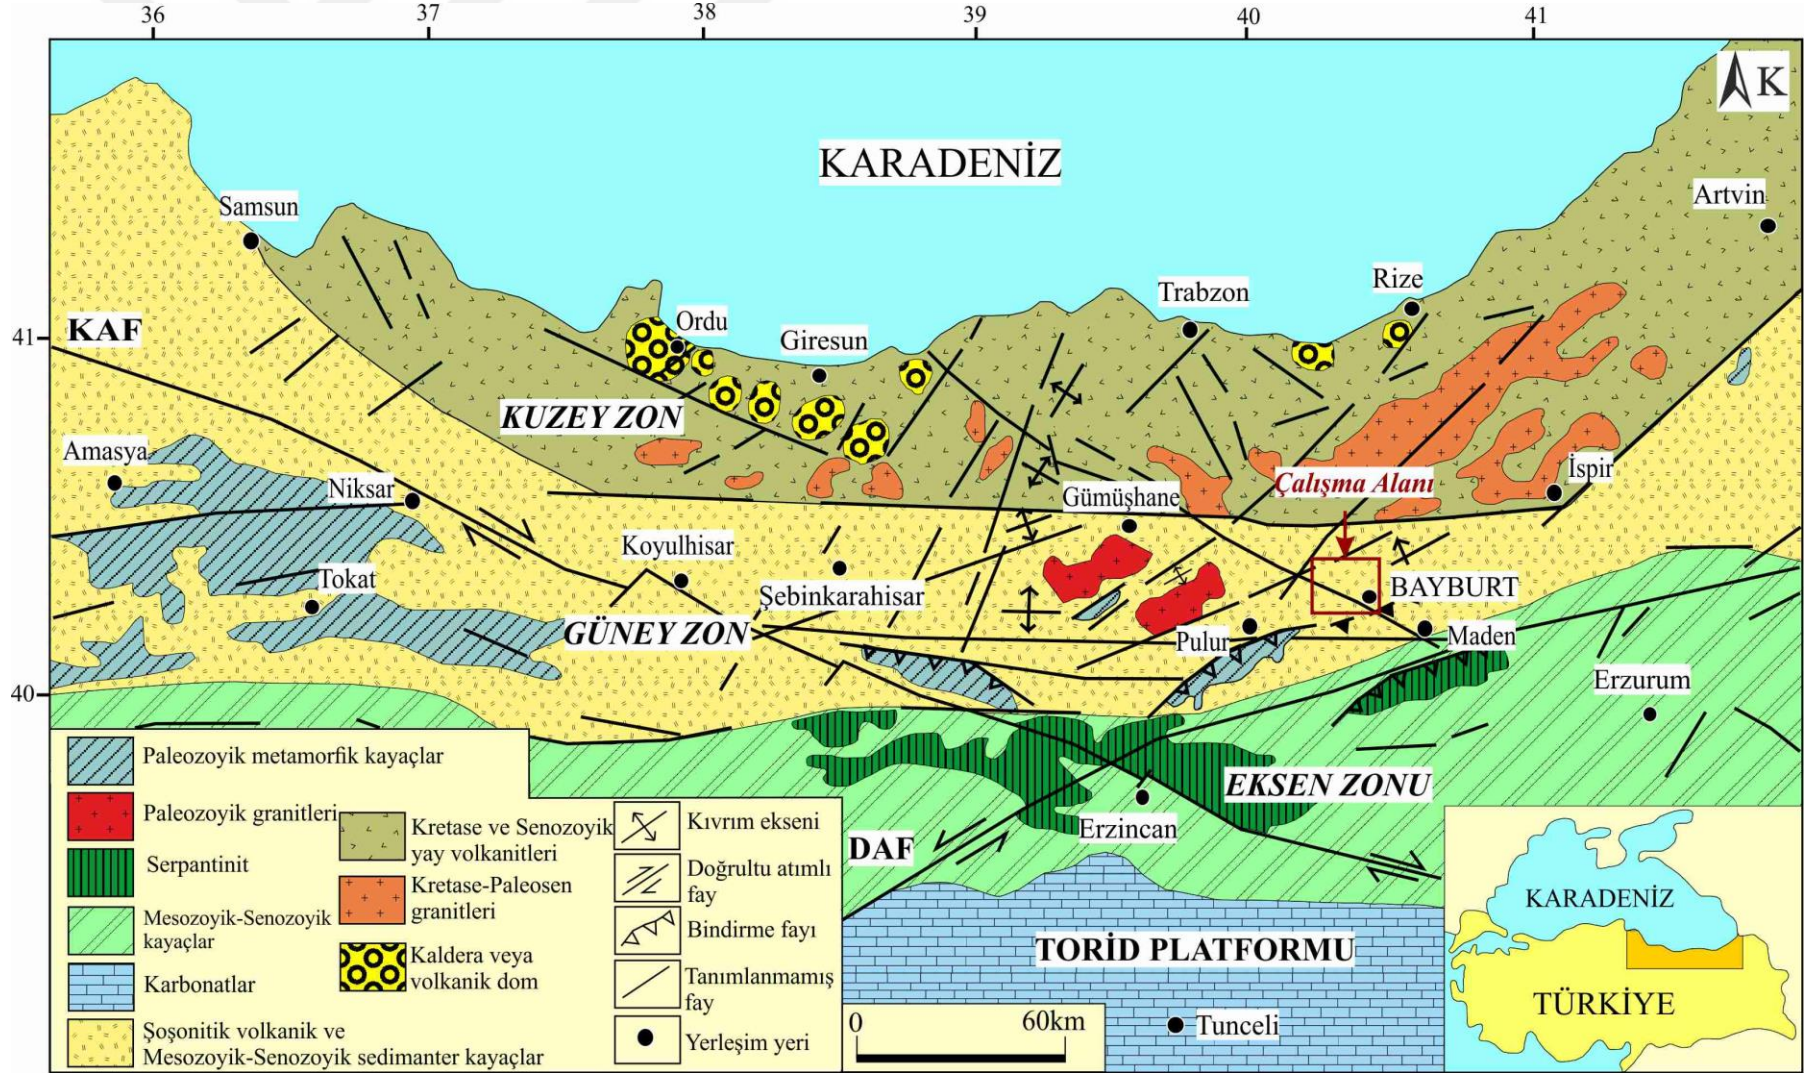 36
37
38
39
40
41
K
KARADENİZ
Artvin
Samsun
Rize
Trabzon
KAF
41
Ordu
Giresun
KUZEY ZON
Amasya
Niksar
Gümüşhane
Çalışma Alanı
İspir
Koyulhisar
Tokat
Şebinkarahisar
BAYBURT
GÜNEY ZON
Pulur
Maden
40
Erzurum
EKSEN ZONU
Erzincan
DAF
Paleozoyik metamorfik kayaçlar
Paleozoyik granitleri
Serpantinit
Mesozoyik-Senozoyik
kayaçlar
Karbonatlar
Şoşonitik volkanik ve
Mesozoyik-Senozoyik sedimanter kayaçlar
Kretase ve Senozoyik
yay volkanitleri
Kretase-Paleosen
granitleri
Kaldera veya
volkanik dom
Kıvrım ekseni
Doğrultu atımlı
fay
Bindirme fayı
Tanımlanmamış
fay
Yerleşim yeri
TORİD PLATFORMU
0 60km
Tunceli
KARADENİZ
TÜRKİYE